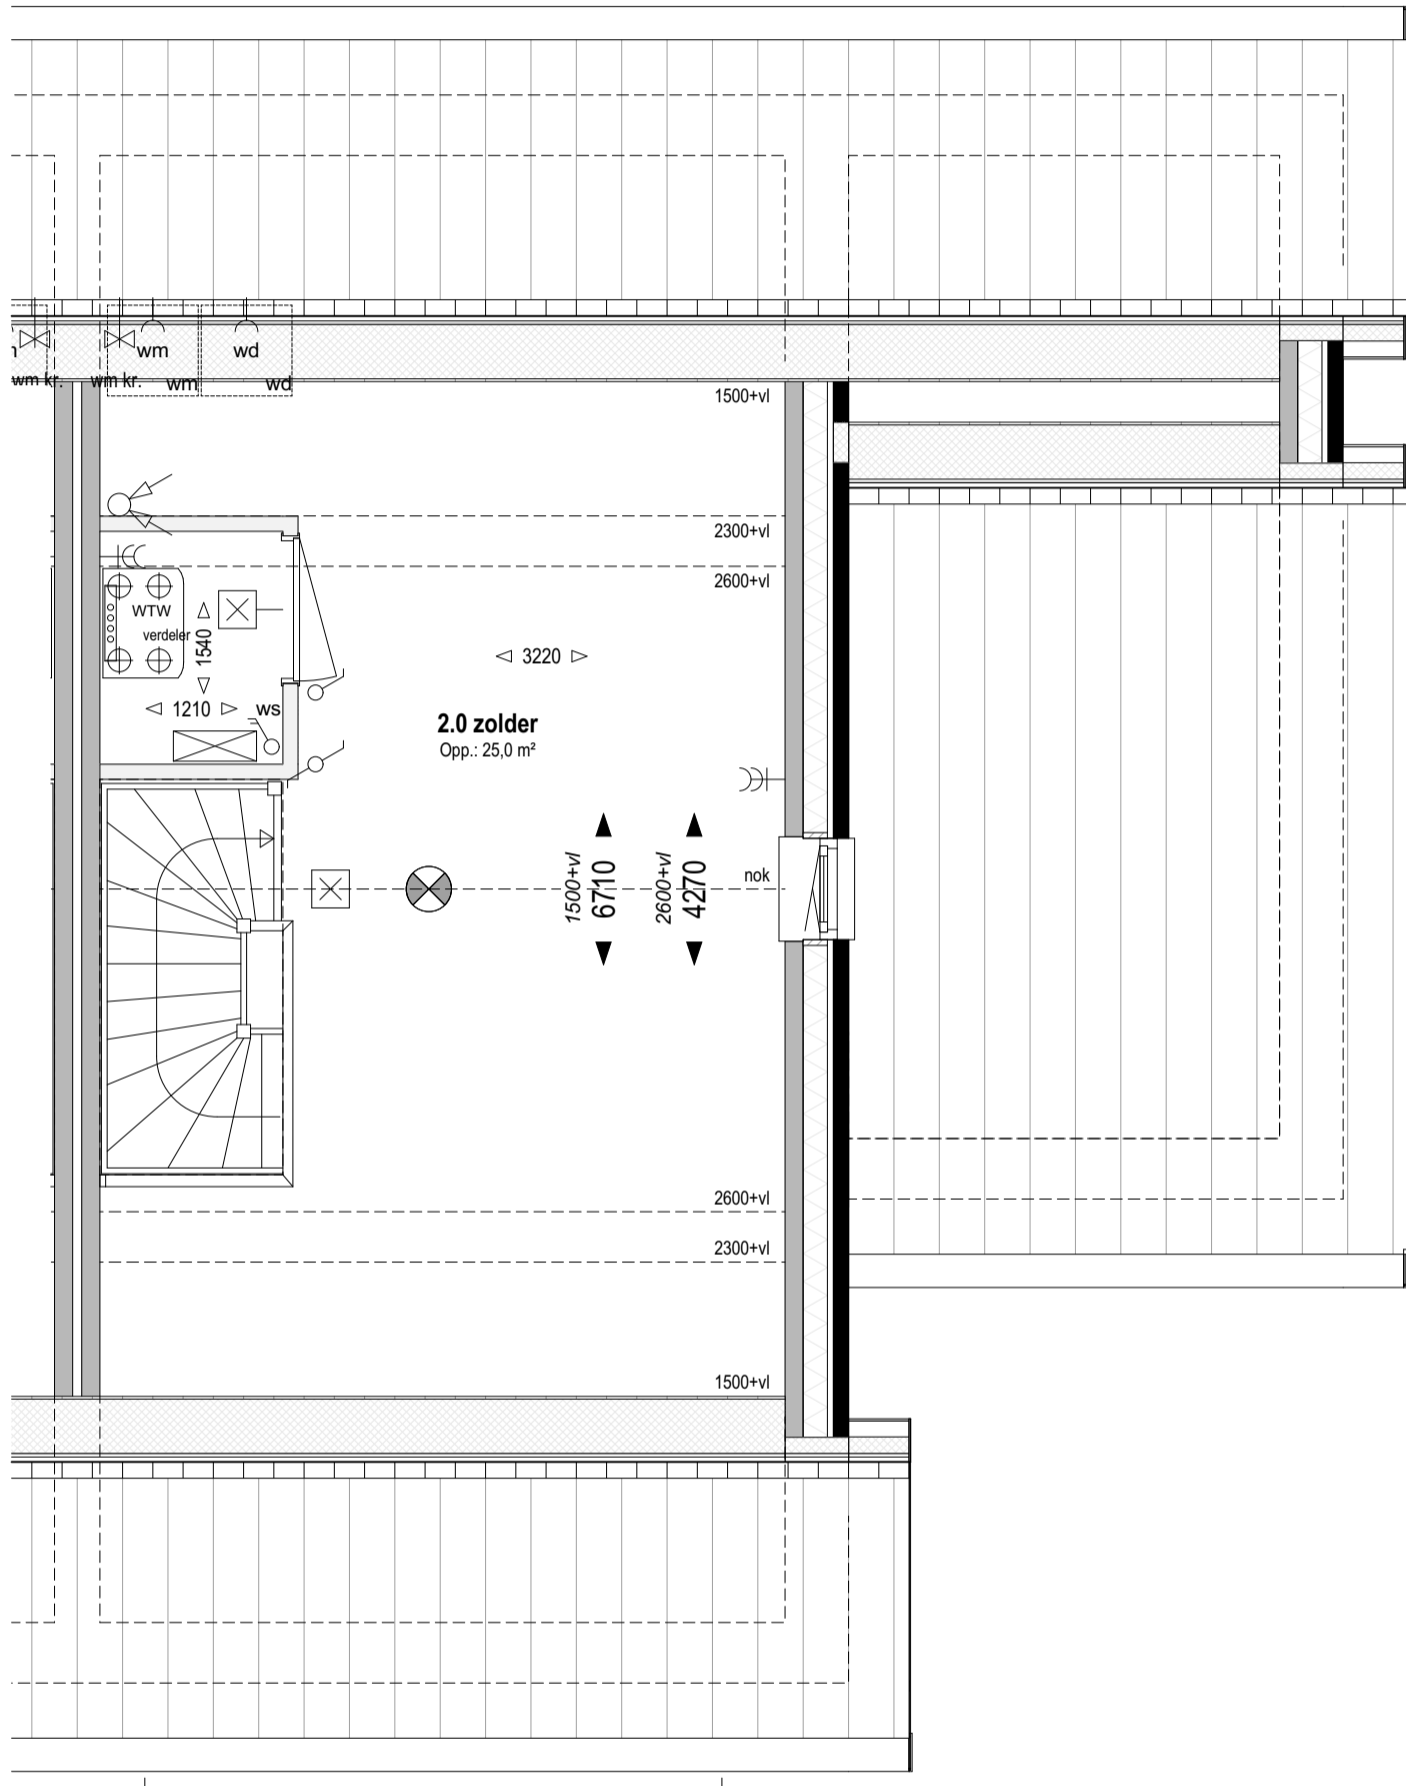 wm
wd
wm kr.
wm kr.
wm
wd
1500+vl
2300+vl
2600+vl
WTW
verdeler
1540
3220
1210
ws
2.0 zolder
Opp.: 25,0 m²
1500+vl
6710
2600+vl
4270
nok
2600+vl
2300+vl
1500+vl